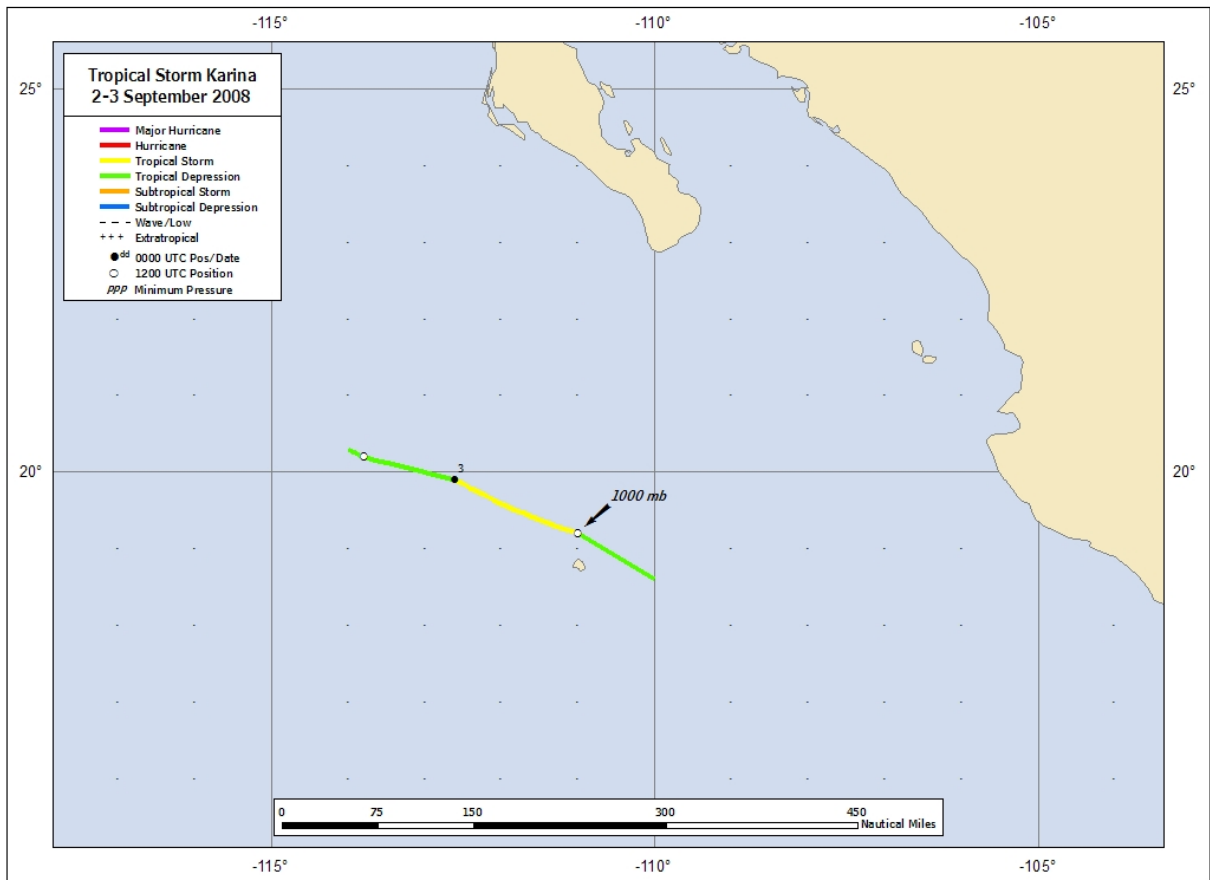 -115° -110° -105°
Tropical Storm Karina
2-3 September 2008
25° 25°
Major Hurricane
Hurricane
Tropical Storm
Tropical Depression
Subtropical Storm
Subtropical Depression
Wave/Low
+++ Extratropical
dd 0000 UTC Pos/Date
1200 UTC Position
ppp Minimum Pressure
20° 3 20°
1000 mb
0 75 150 300 450
Nautical Miles
-115° -110° -105°